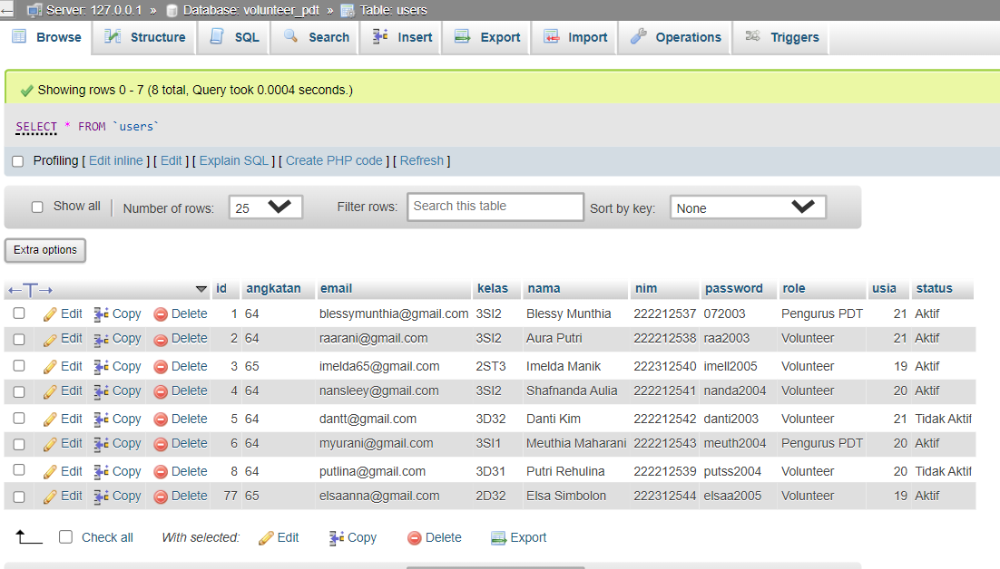 Server: 127.0.0.1 » Database: volunteer_pdt » Table: users
Browse Structure SQL Search Insert Export Import Operations Triggers
Showing rows 0 - 7 (8 total, Query took 0.0004 seconds.)
SELECT * FROM `users`
Profiling [ Edit inline ] [ Edit ] [ Explain SQL ] [ Create PHP code ] [ Refresh ]
Show all Number of rows: 25 Filter rows: Search this table Sort by key: None
Extra options
←T→ id angkatan email kelas nama nim password role usia status
Edit Copy Delete 1 64 blessymunthia@gmail.com 3SI2 Blessy Munthia 222212537 072003 Pengurus PDT 21 Aktif
Edit Copy Delete 2 64 raarani@gmail.com 3SI2 Aura Putri 222212538 raa2003 Volunteer 21 Aktif
Edit Copy Delete 3 65 imelda65@gmail.com 2ST3 Imelda Manik 222312540 imell2005 Volunteer 19 Aktif
Edit Copy Delete 4 64 nansleey@gmail.com 3SI2 Shafnanda Aulia 222212541 nanda2004 Volunteer 20 Aktif
Edit Copy Delete 5 64 dantt@gmail.com 3D32 Danti Kim 222212542 danti2003 Volunteer 21 Tidak Aktif
Edit Copy Delete 6 64 myurani@gmail.com 3SI1 Meuthia Maharani 222212543 meuth2004 Pengurus PDT 20 Aktif
Edit Copy Delete 8 64 putlina@gmail.com 3D31 Putri Rehulina 222212539 putss2004 Volunteer 20 Tidak Aktif
Edit Copy Delete 77 65 elsaanna@gmail.com 2D32 Elsa Simbolon 222312544 elsaa2005 Volunteer 19 Aktif
Check all With selected: Edit Copy Delete Export